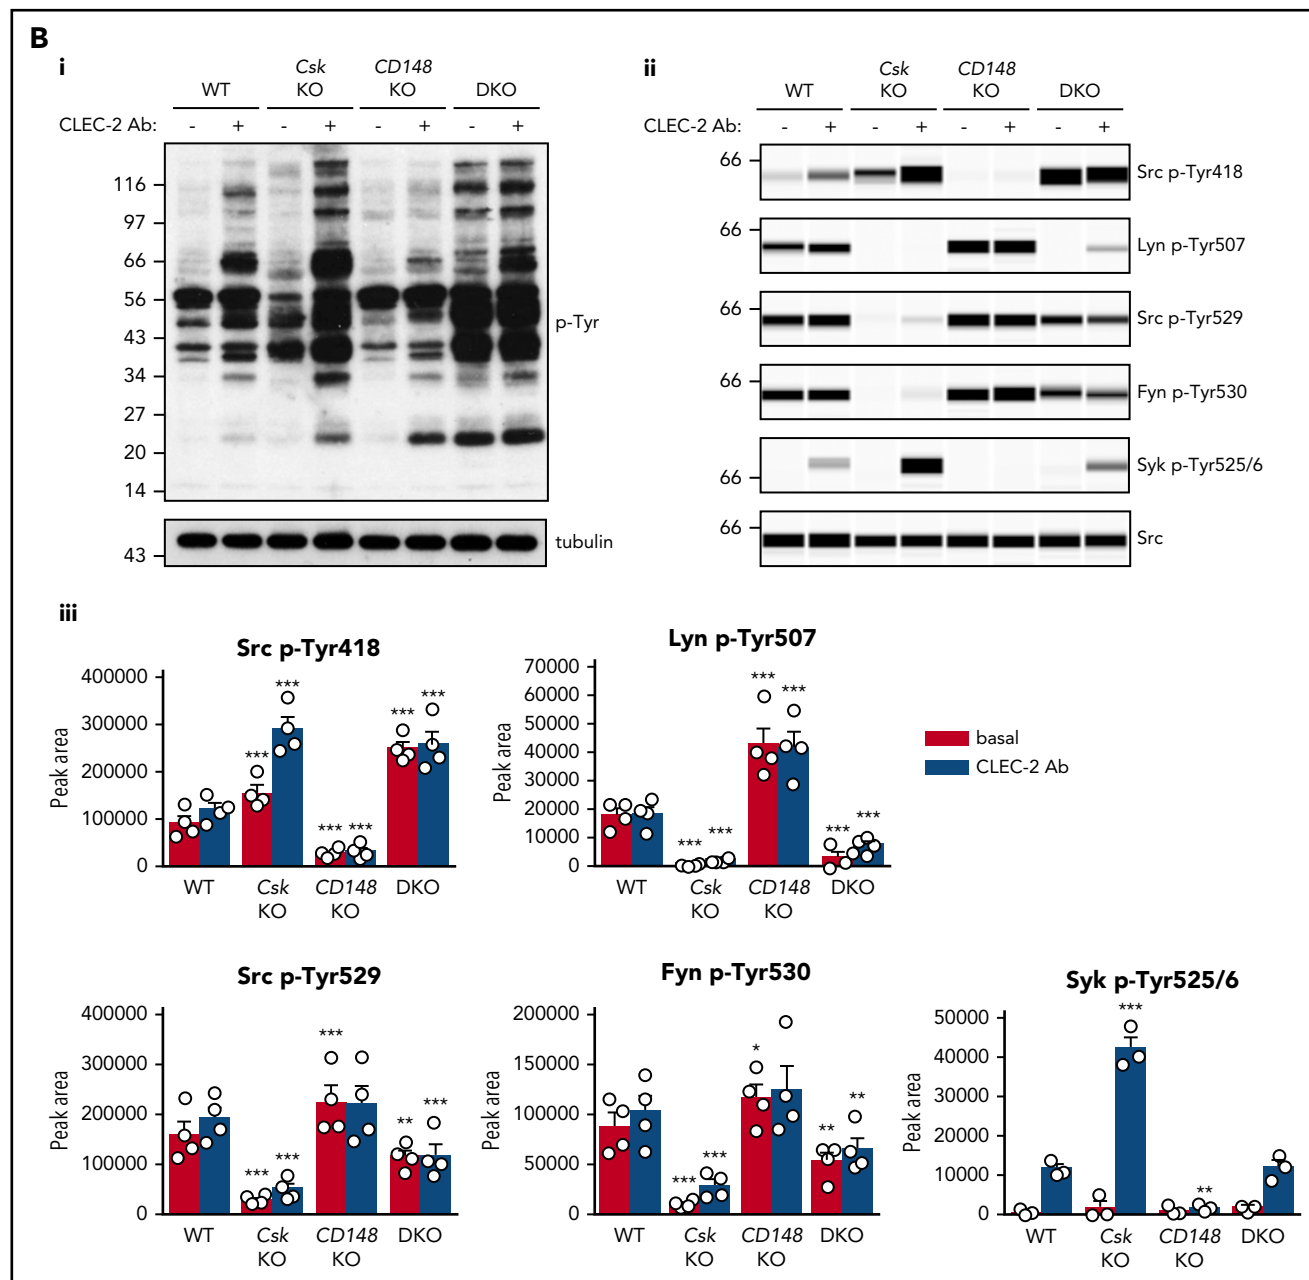 B
i
Csk CD148
WT KO KO DKO
CLEC-2 Ab: - + - + - + - +
116
97
66
56
43
34
27
20
14
p-Tyr
43
tubulin
ii
Csk CD148
WT KO KO DKO
CLEC-2 Ab: - + - + - + - +
66 Src p-Tyr418
66 Lyn p-Tyr507
66 Src p-Tyr529
66 Fyn p-Tyr530
66 Syk p-Tyr525/6
66 Src
iii
Src p-Tyr418
Peak area
400000
300000
200000
100000
0
*** *** *** *** *** ***
WT Csk CD148 DKO
KO KO
Lyn p-Tyr507
Peak area
70000
60000
50000
40000
30000
20000
10000
0
*** *** *** *** *** ***
WT Csk CD148 DKO
KO KO
basal
CLEC-2 Ab
Src p-Tyr529
Peak area
400000
300000
200000
100000
0
*** *** *** ** ***
WT Csk CD148 DKO
KO KO
Fyn p-Tyr530
Peak area
200000
150000
100000
50000
0
*** *** * ** **
WT Csk CD148 DKO
KO KO
Syk p-Tyr525/6
Peak area
50000
40000
30000
20000
10000
0
*** **
WT Csk CD148 DKO
KO KO